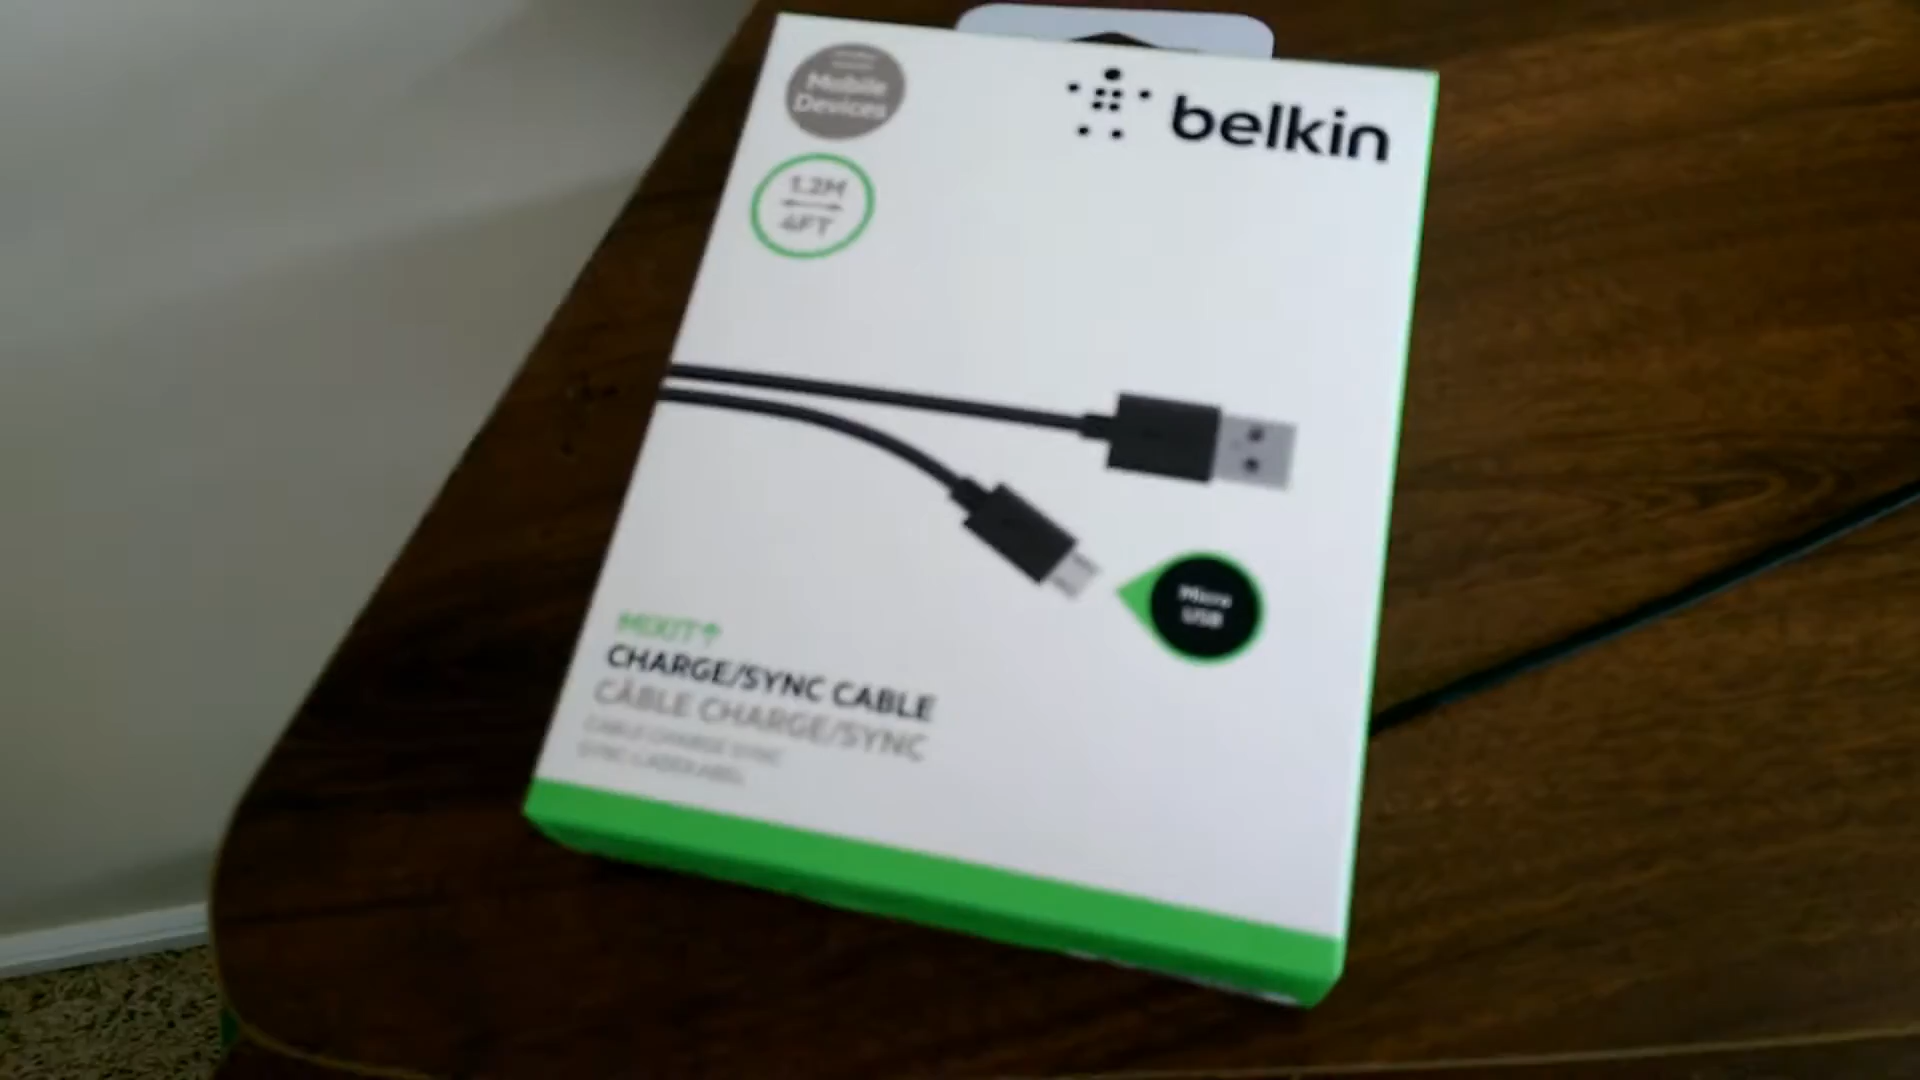 Mobile
Devices
belkin
1.2M
4FT
Micro
USB
MIXIT↑
CHARGE/SYNC CABLE
CÂBLE CHARGE/SYNC